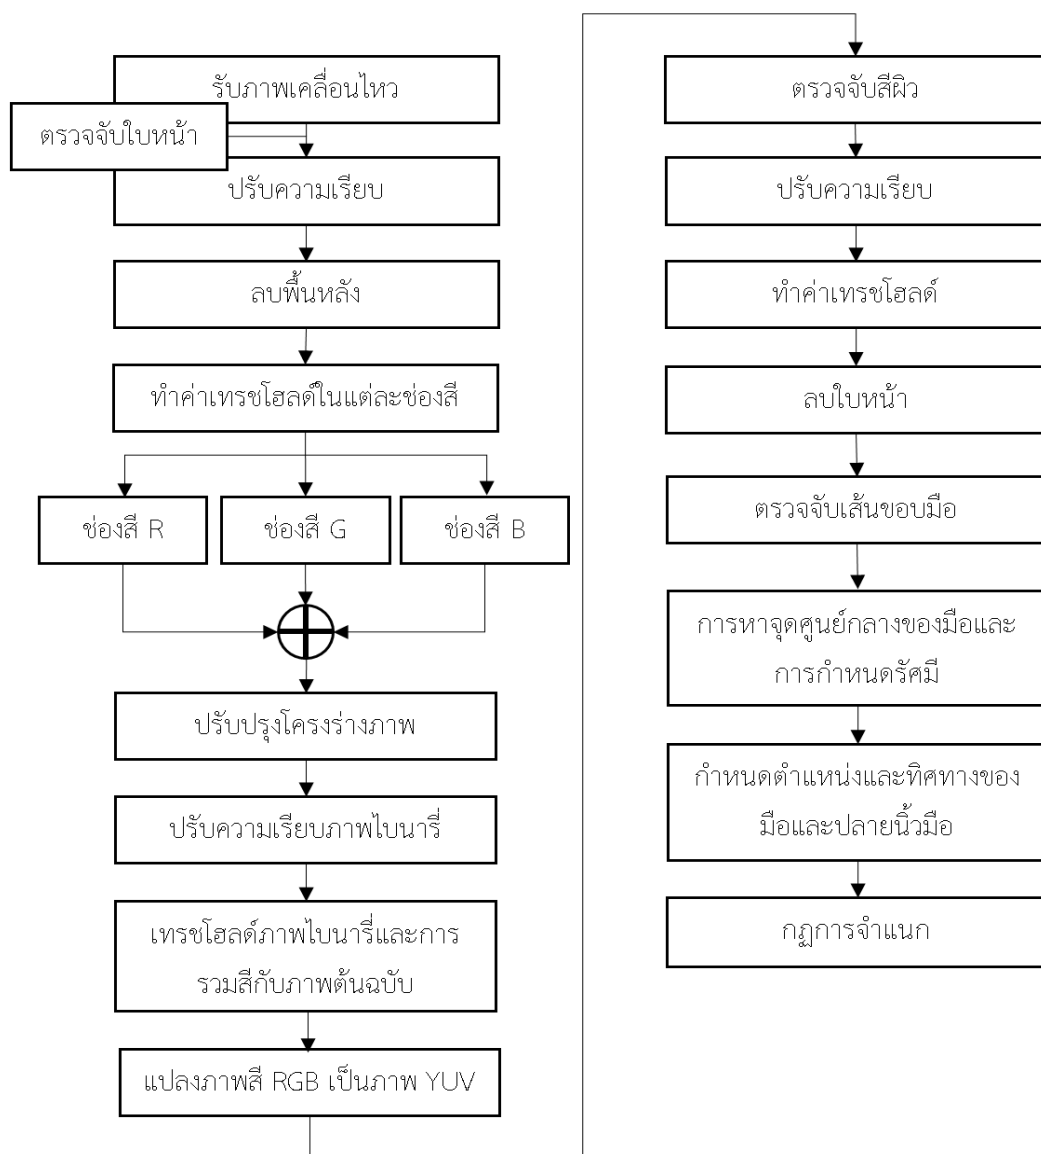 รับภาพเคลื่อนไหว
ตรวจจับใบหน้า
ปรับความเรียบ
ลบพื้นหลัง
ทำค่าเทรชโฮลด์ในแต่ละช่องสี
ช่องสี R
ช่องสี G
ช่องสี B
ปรับปรุงโครงร่างภาพ
ปรับความเรียบภาพไบนารี่
เทรชโฮลด์ภาพไบนารี่และการ
รวมสีกับภาพต้นฉบับ
แปลงภาพสี RGB เป็นภาพ YUV
ตรวจจับสีผิว
ปรับความเรียบ
ทำค่าเทรชโฮลด์
ลบใบหน้า
ตรวจจับเส้นขอบมือ
การหาจุดศูนย์กลางของมือและ
การกำหนดรัศมี
กำหนดตำแหน่งและทิศทางของ
มือและปลายนิ้วมือ
กฏการจำแนก